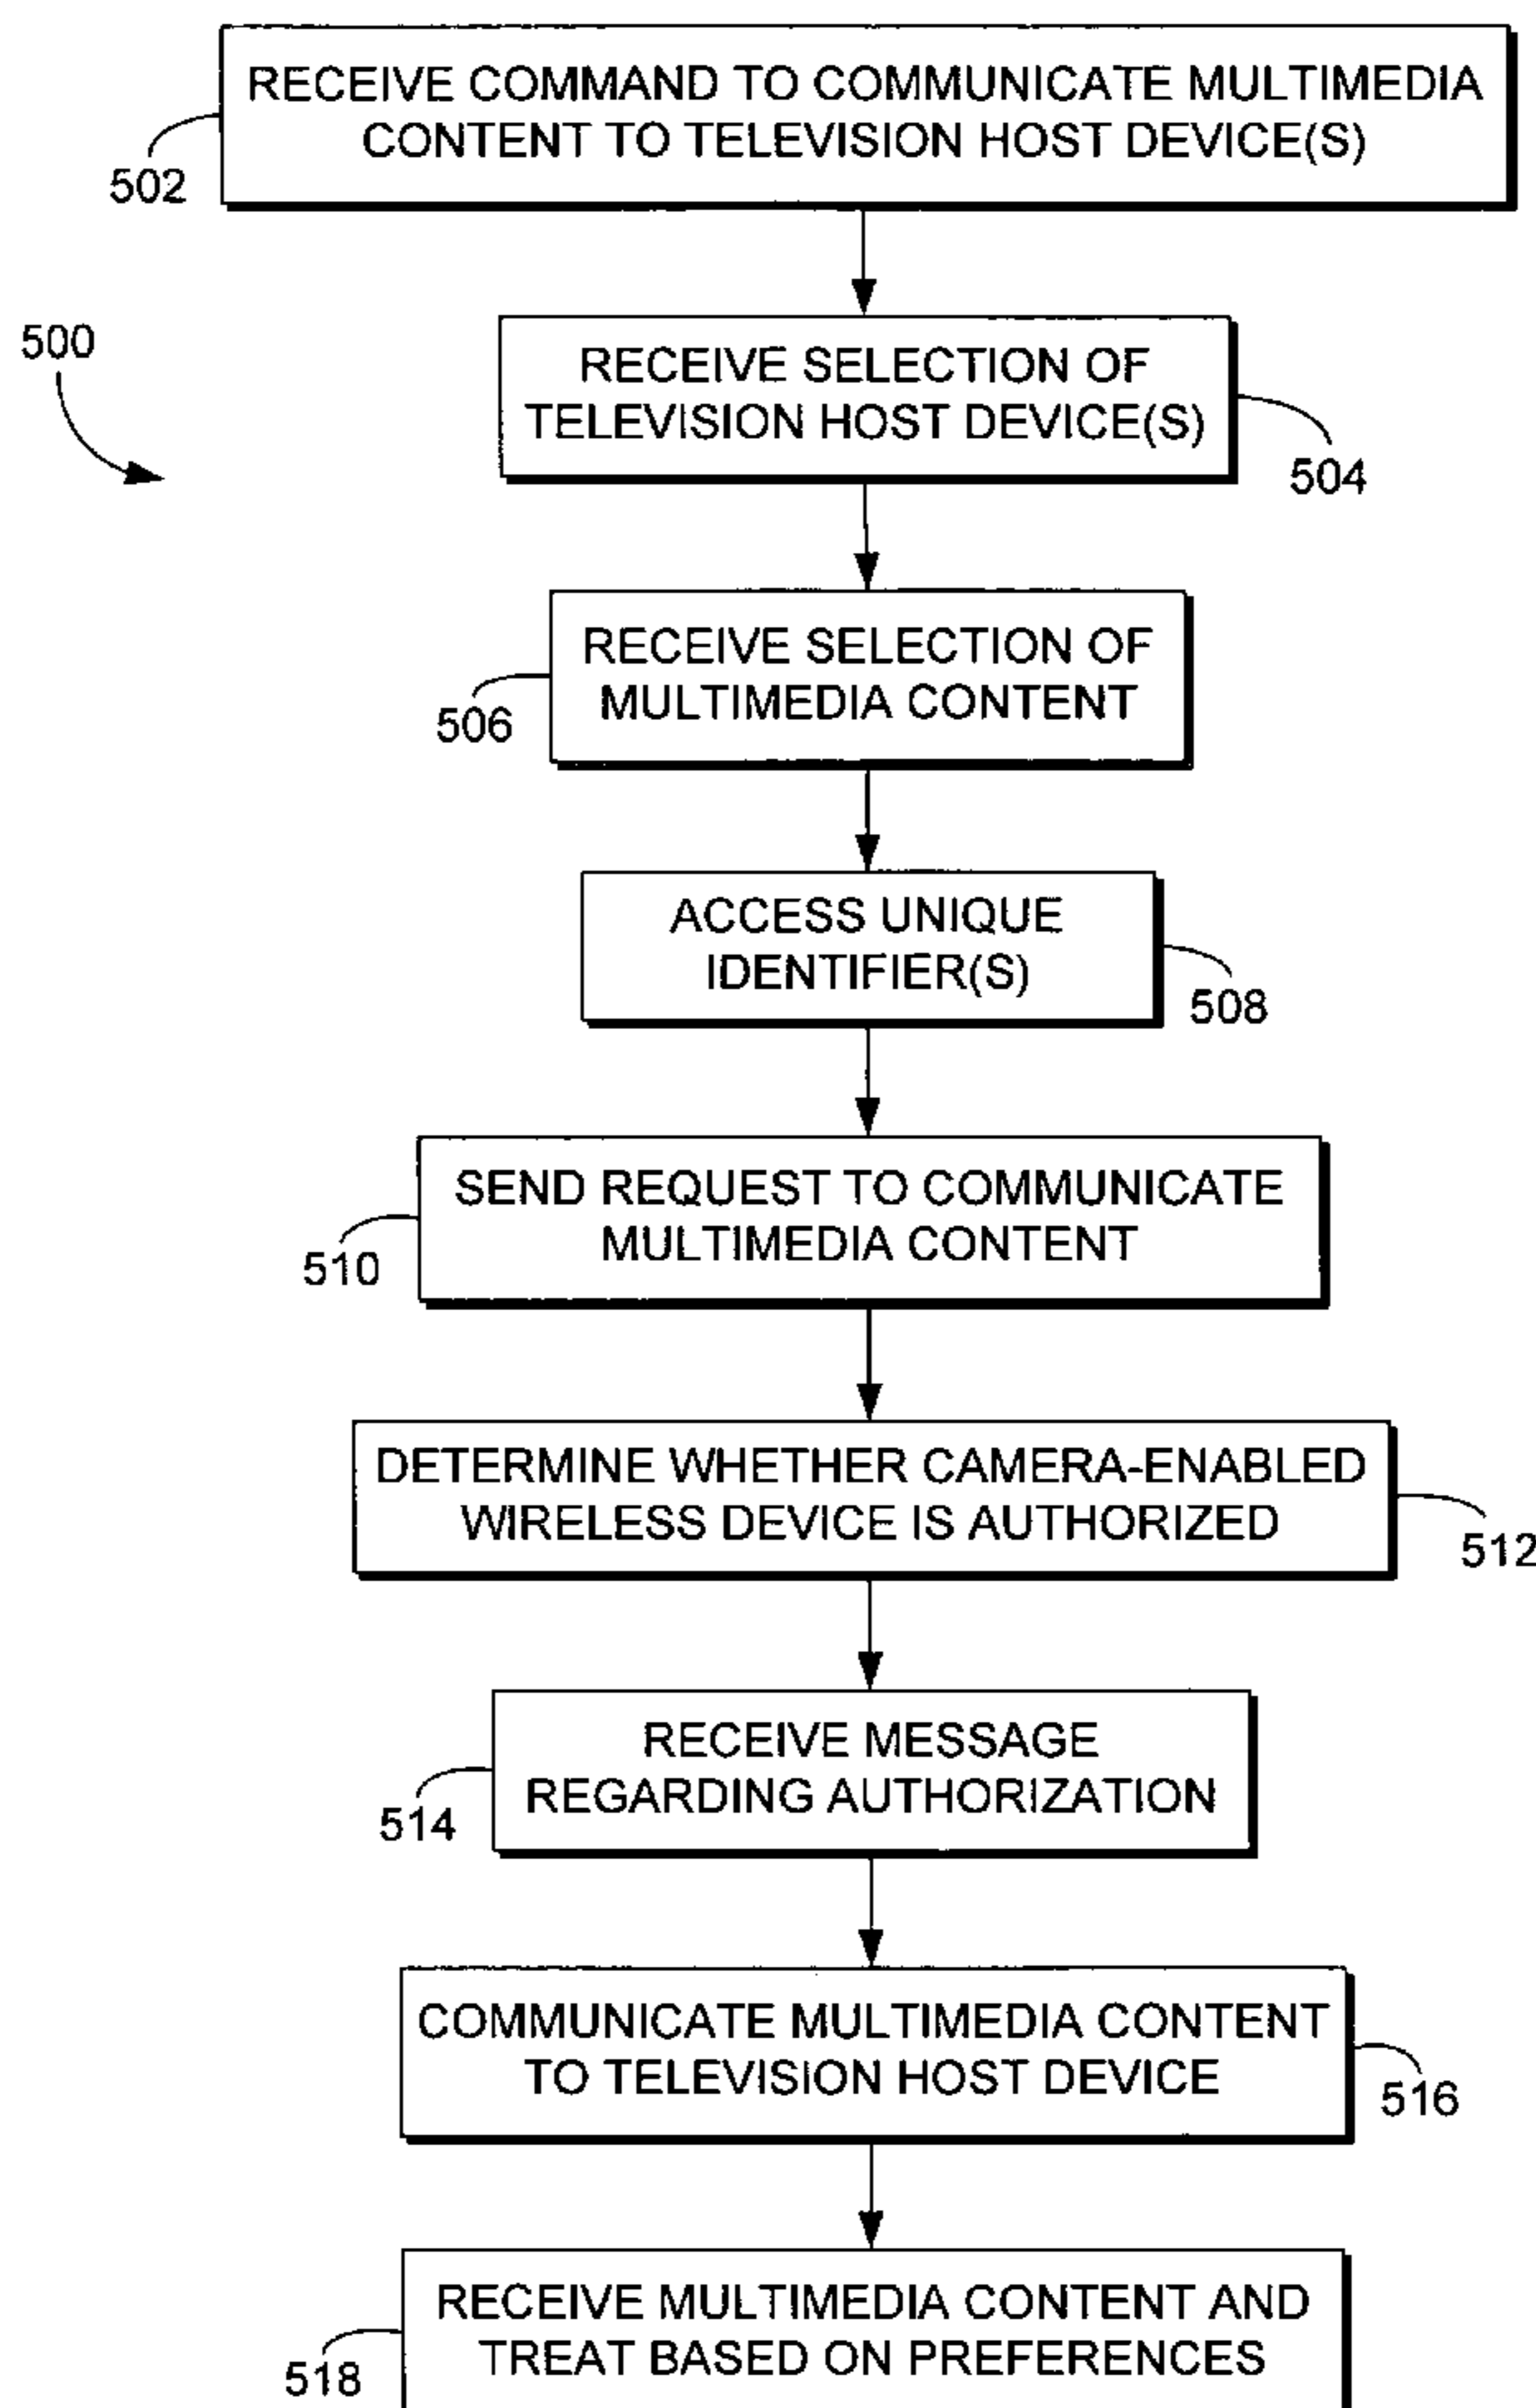 RECEIVE COMMAND TO COMMUNICATE MULTIMEDIA
CONTENT TO TELEVISION HOST DEVICE(S)
502
500
RECEIVE SELECTION OF
TELEVISION HOST DEVICE(S)
504
RECEIVE SELECTION OF
MULTIMEDIA CONTENT
506
ACCESS UNIQUE
IDENTIFIER(S)
508
SEND REQUEST TO COMMUNICATE
MULTIMEDIA CONTENT
510
DETERMINE WHETHER CAMERA-ENABLED
WIRELESS DEVICE IS AUTHORIZED
512
RECEIVE MESSAGE
REGARDING AUTHORIZATION
514
COMMUNICATE MULTIMEDIA CONTENT
TO TELEVISION HOST DEVICE
516
RECEIVE MULTIMEDIA CONTENT AND
TREAT BASED ON PREFERENCES
518